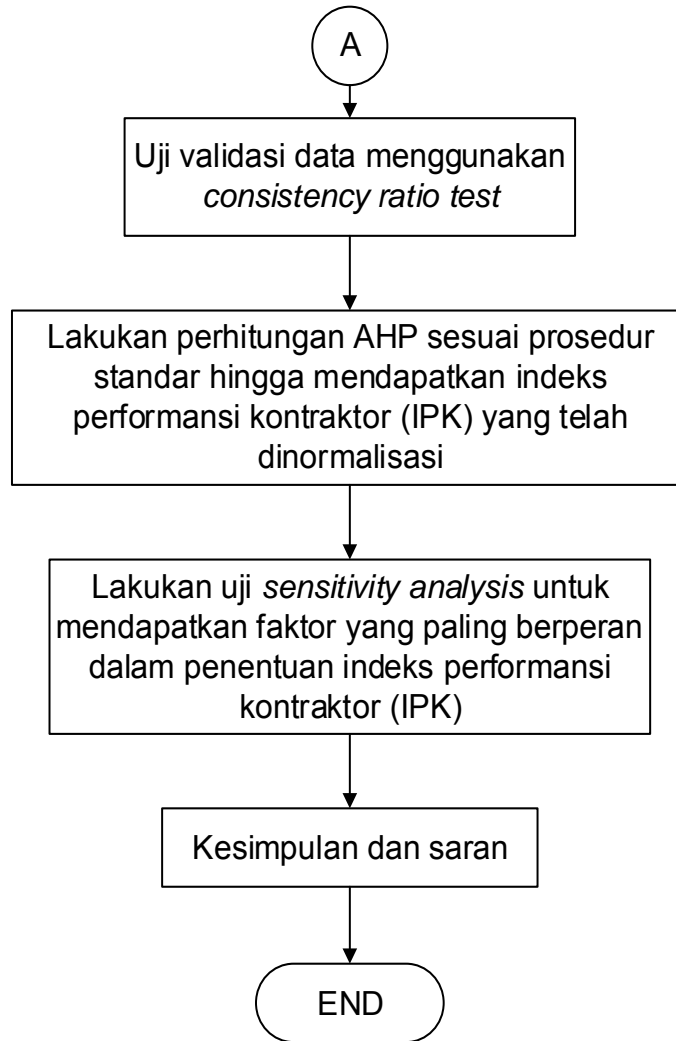 A
Uji validasi data menggunakan
consistency ratio test
Lakukan perhitungan AHP sesuai prosedur
standar hingga mendapatkan indeks
performansi kontraktor (IPK) yang telah
dinormalisasi
Lakukan uji sensitivity analysis untuk
mendapatkan faktor yang paling berperan
dalam penentuan indeks performansi
kontraktor (IPK)
Kesimpulan dan saran
END